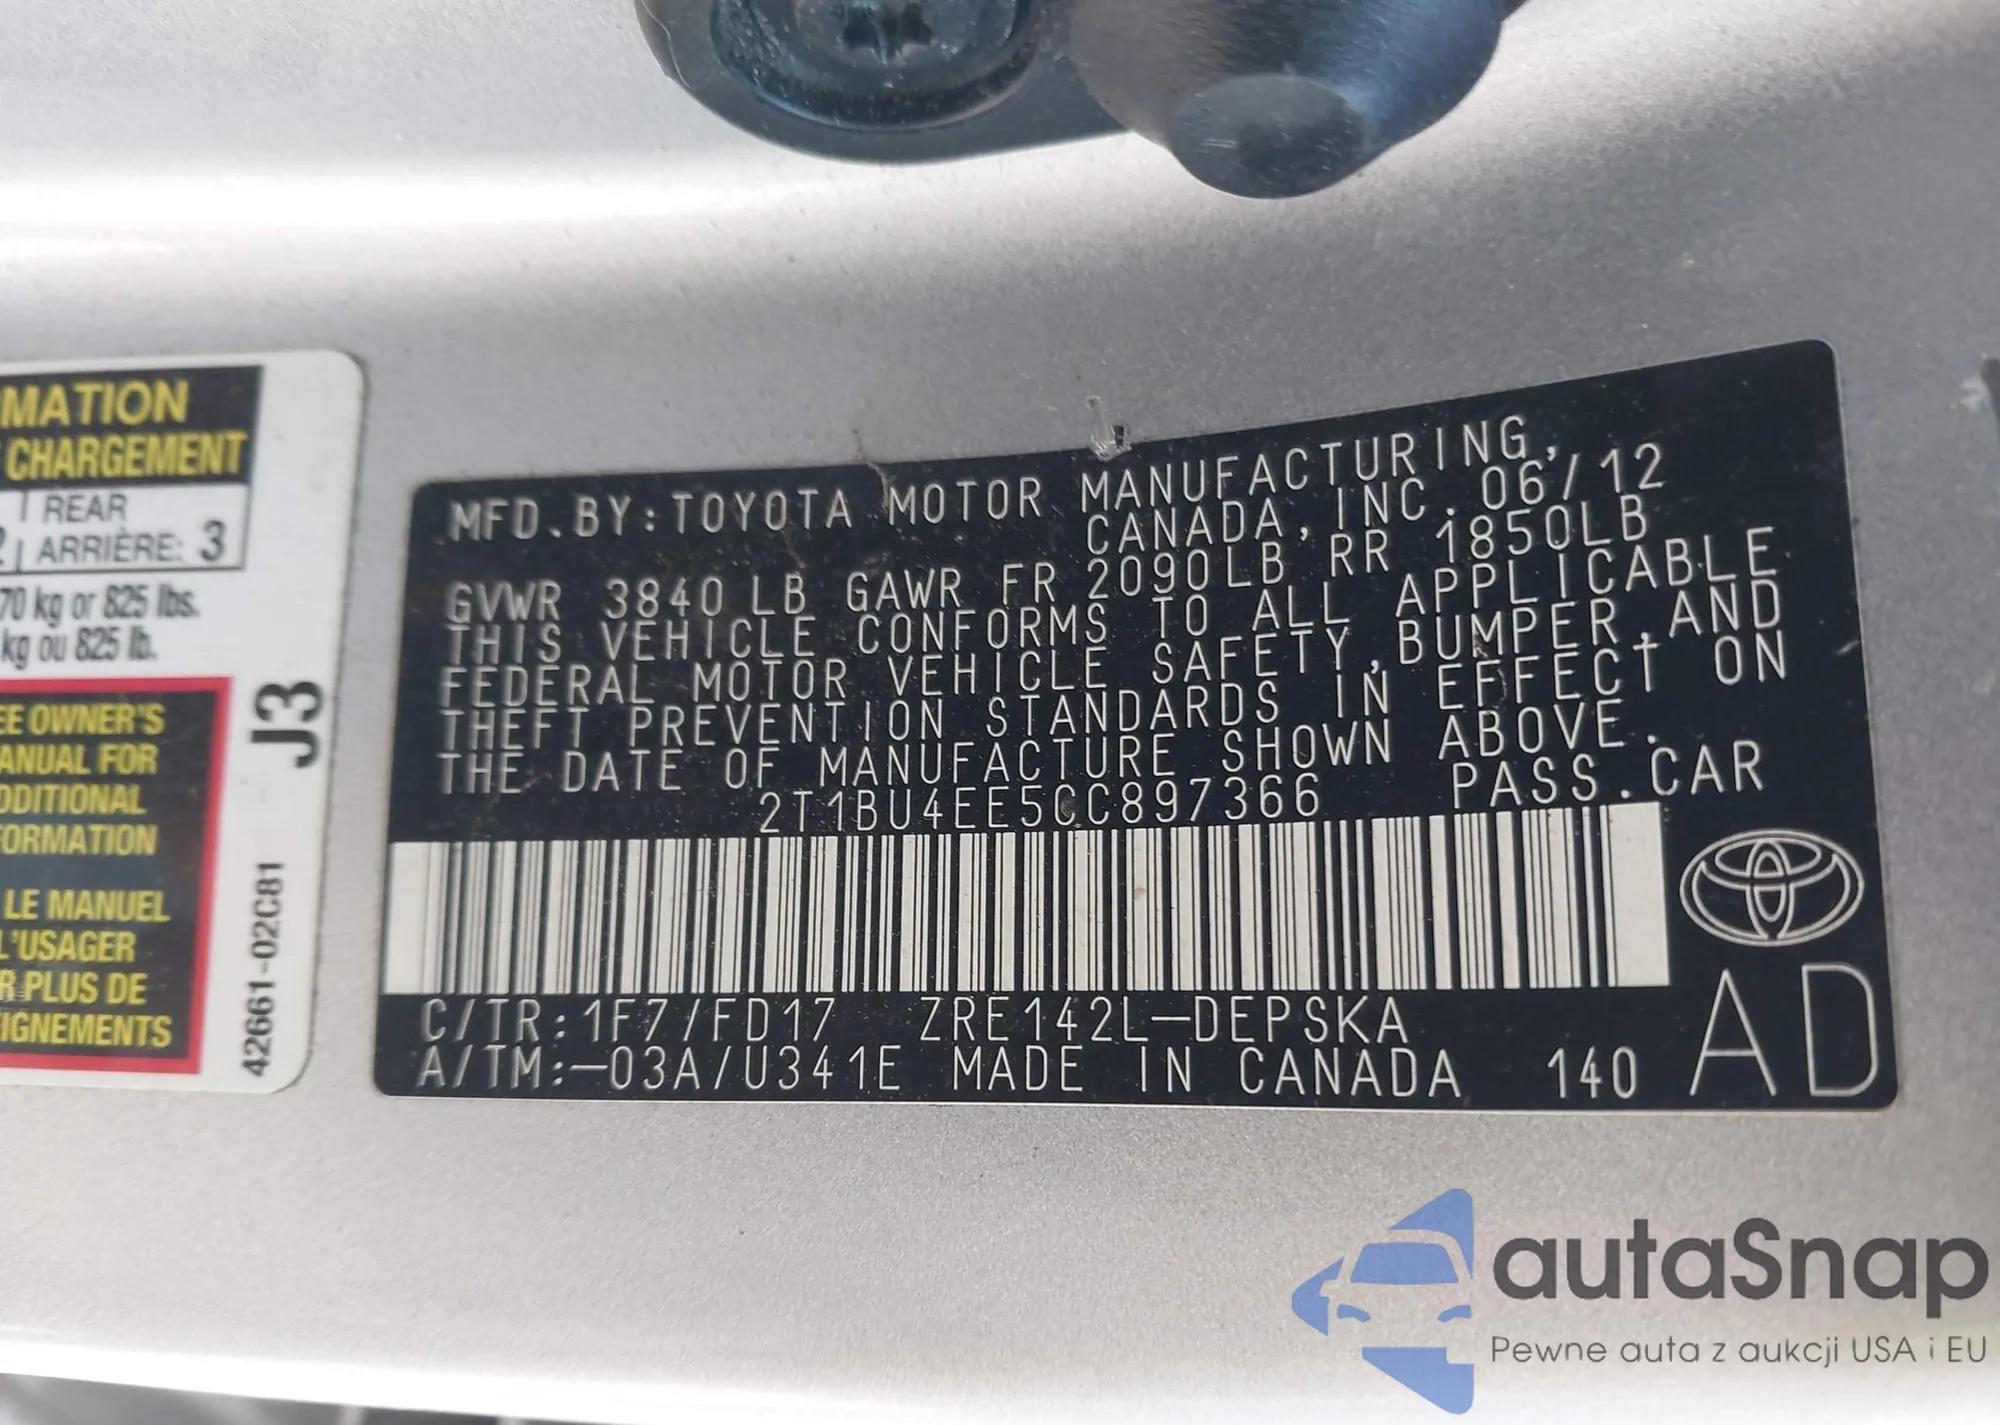 MATION
CHARGEMENT
REAR
ARRIÈRE: 3
70 kg or 825 lbs.
kg ou 825 lb.
EE OWNER'S
ANUAL FOR
DDITIONAL
FORMATION
LE MANUEL
L'USAGER
R PLUS DE
EIGNEMENTS
J3
42661-02C81
MFD.BY:TOYOTA MOTOR MANUFACTURING,
CANADA,INC.06/12
GVWR 3840 LB GAWR FR 2090LB RR 1850LB
THIS VEHICLE CONFORMS TO ALL APPLICABLE
FEDERAL MOTOR VEHICLE SAFETY,BUMPER,AND
THEFT PREVENTION STANDARDS IN EFFECT ON
THE DATE OF MANUFACTURE SHOWN ABOVE.
2T1BU4EE5CC897366 PASS.CAR
C/TR:1F7/FD17 ZRE142L-DEPSKA
A/TM:-03A/U341E MADE IN CANADA 140
AD
autaSnap
Pewne auta z aukcji USA i EU